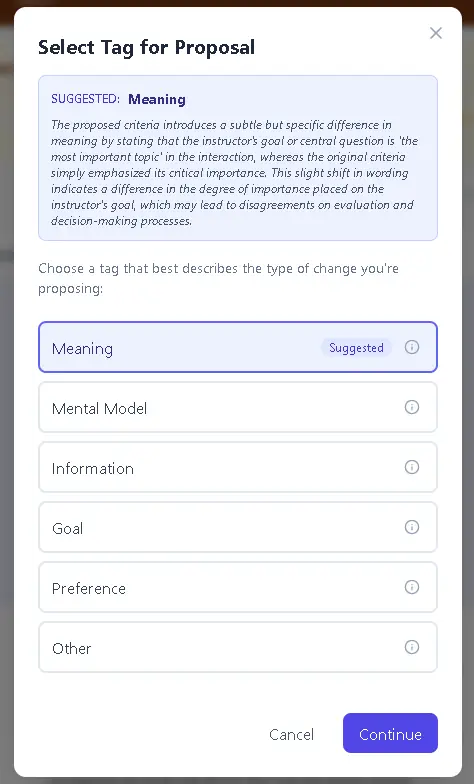 Select Tag for Proposal
SUGGESTED: Meaning
The proposed criteria introduces a subtle but specific difference in
meaning by stating that the instructor's goal or central question is 'the
most important topic' in the interaction, whereas the original criteria
simply emphasized its critical importance. This slight shift in wording
indicates a difference in the degree of importance placed on the
instructor's goal, which may lead to disagreements on evaluation and
decision-making processes.
Choose a tag that best describes the type of change you're
proposing:
Meaning Suggested
Mental Model
Information
Goal
Preference
Other
Cancel Continue